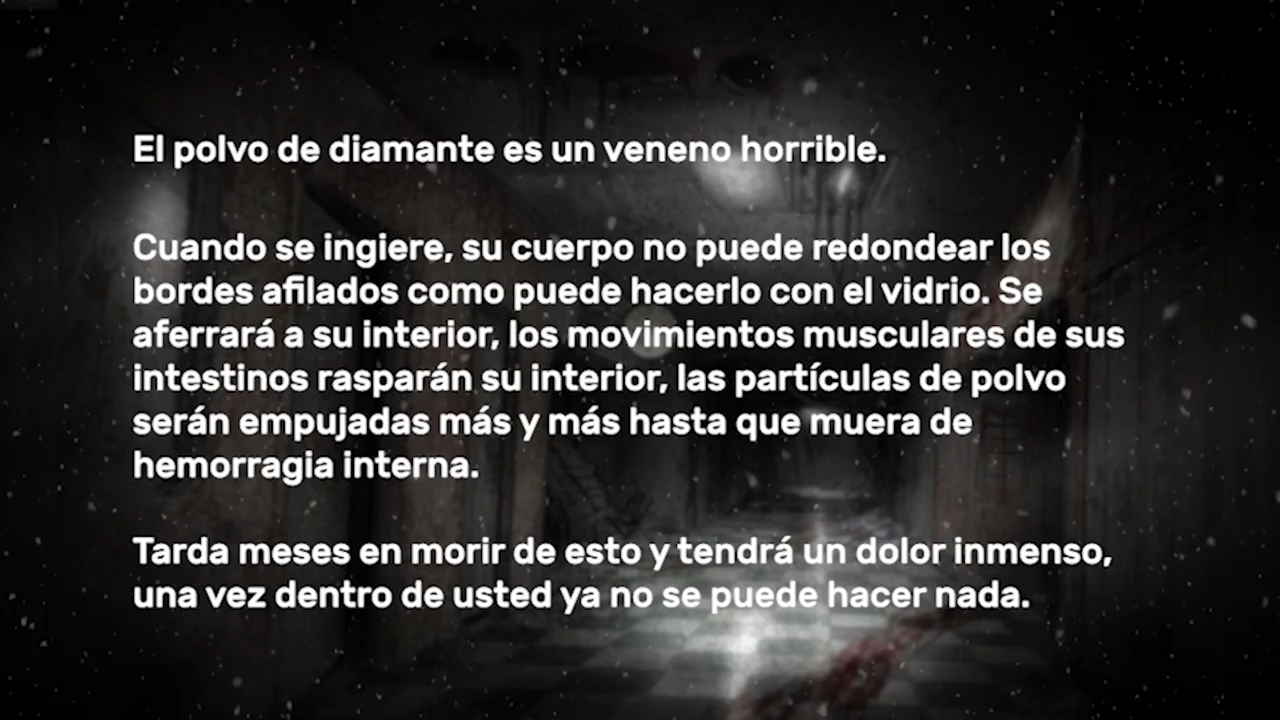 El polvo de diamante es un veneno horrible.
Cuando se ingiere, su cuerpo no puede redondear los
bordes afilados como puede hacerlo con el vidrio. Se
aferrará a su interior, los movimientos musculares de sus
intestinos rasparán su interior, las partículas de polvo
serán empujadas más y más hasta que muera de
hemorragia interna.
Tarda meses en morir de esto y tendrá un dolor inmenso,
una vez dentro de usted ya no se puede hacer nada.